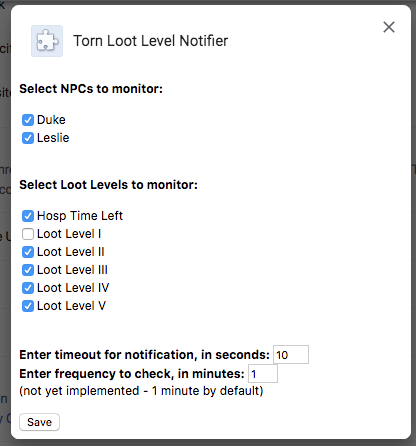 Torn Loot Level Notifier
Select NPCs to monitor:
Duke
Leslie
Select Loot Levels to monitor:
Hosp Time Left
Loot Level I
Loot Level II
Loot Level III
Loot Level IV
Loot Level V
Enter timeout for notification, in seconds: 10
Enter frequency to check, in minutes: 1
(not yet implemented - 1 minute by default)
Save